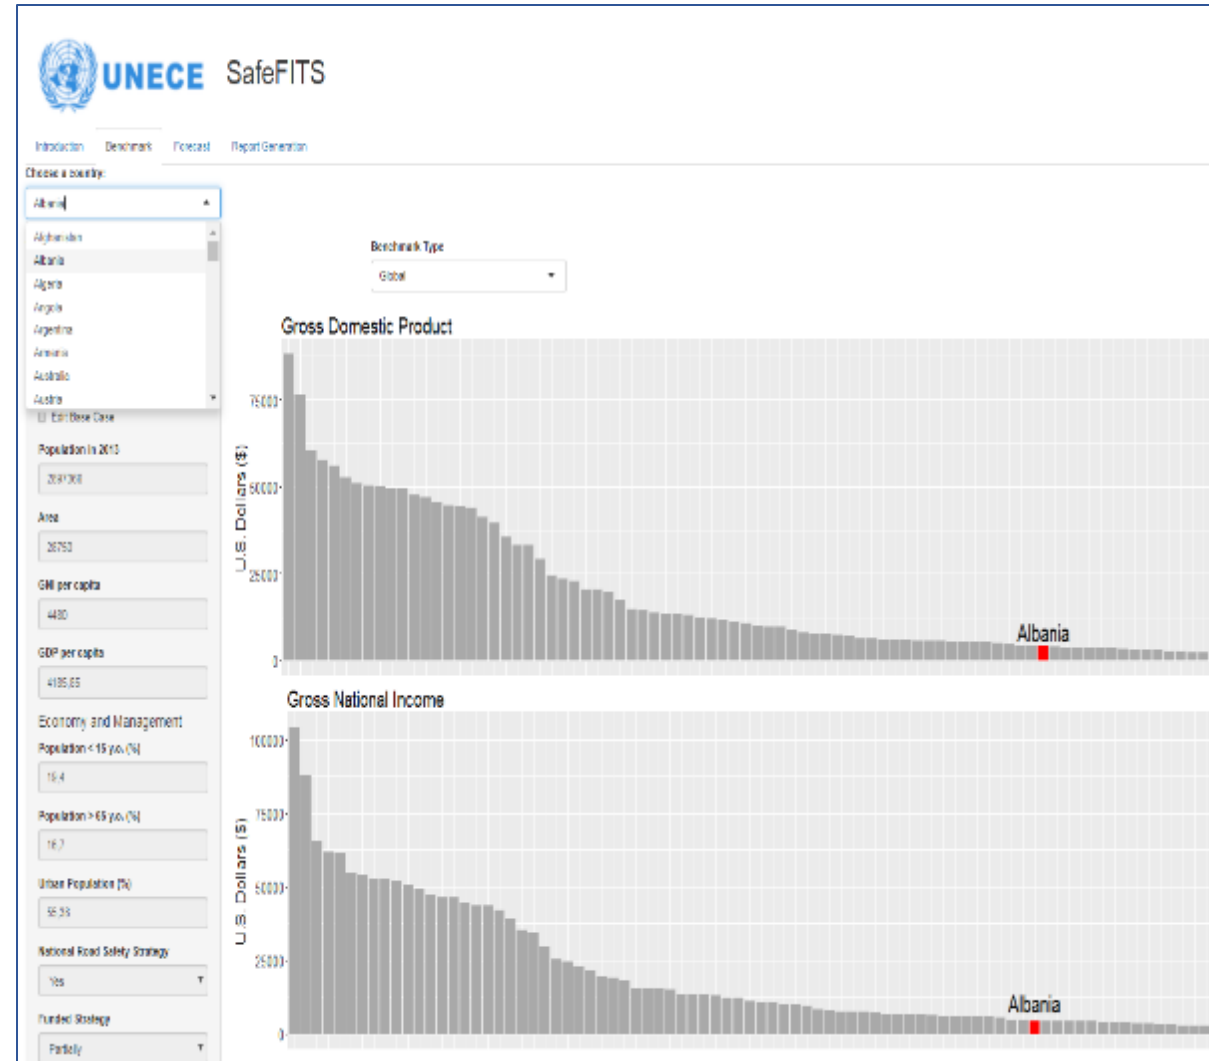 UNECE SafeFITS
Introduction Benchmark Forecast Report Generation
Choose a country:
Albania
Afghanistan
Albania
Algeria
Angola
Argentina
Armenia
Australia
Austria
Edit Base Case
Population in 2013
Area
GNI per capita
GDP per capita
Economy and Management
Population < 15 y.o. (%)
Population > 65 y.o. (%)
Urban Population (%)
National Road Safety Strategy
Yes
Funded Strategy
Partially
Benchmark Type
Global
Gross Domestic Product
U.S. Dollars ($)
75000
50000
25000
0
Albania
Gross National Income
U.S. Dollars ($)
100000
75000
50000
25000
0
Albania